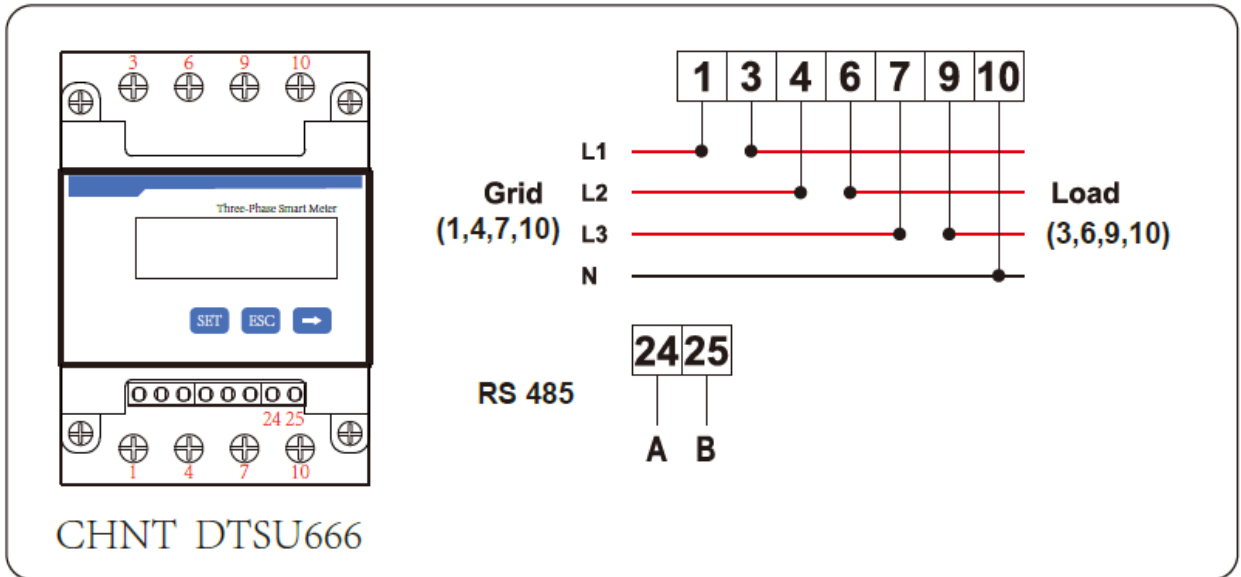 3 6 9 10
Three-Phase Smart Meter
SET ESC
24 25
1 4 7 10
CHNT DTSU666
1 3 4 6 7 9 10
L1
Grid L2 Load
(1,4,7,10) L3 (3,6,9,10)
N
24 25
RS 485
A B